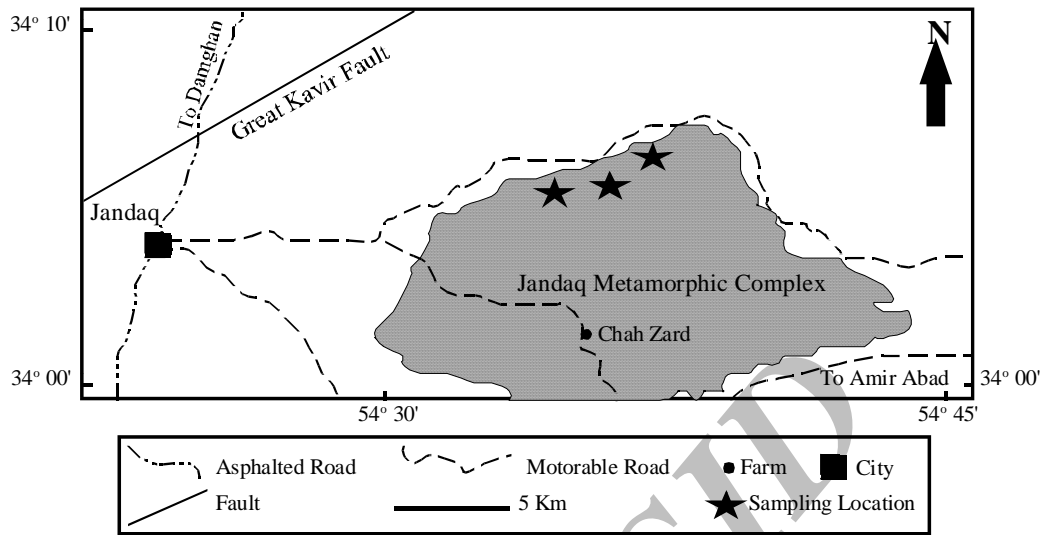 34° 10'
N
To Damghan
Great Kavir Fault
Jandaq
Jandaq Metamorphic Complex
Chah Zard
34° 00'
To Amir Abad
34° 00'
54° 30'
54° 45'
Asphalted Road
Motorable Road
Farm
City
Fault
5 Km
Sampling Location
SID